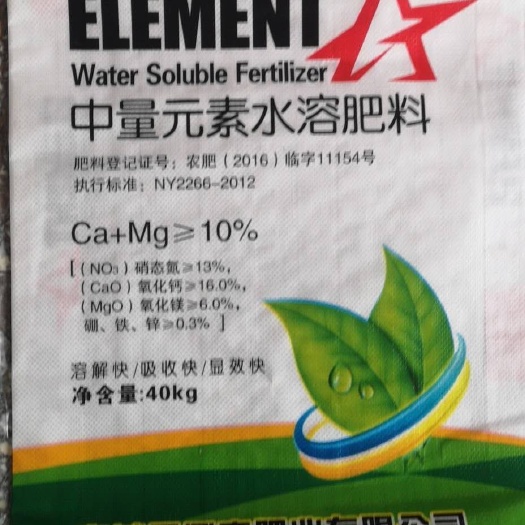 ELEMENT
Water Soluble Fertilizer
中量元素水溶肥料
肥料登记证号：农肥（2016）临字11154号
执行标准：NY2266-2012
Ca+Mg≥10%
[（NO₃）硝态氮≥13%，
（CaO）氧化钙≥16.0%，
（MgO）氧化镁≥6.0%，
硼、铁、锌≥0.3% ]
溶解快/吸收快/显效快
净含量:40kg